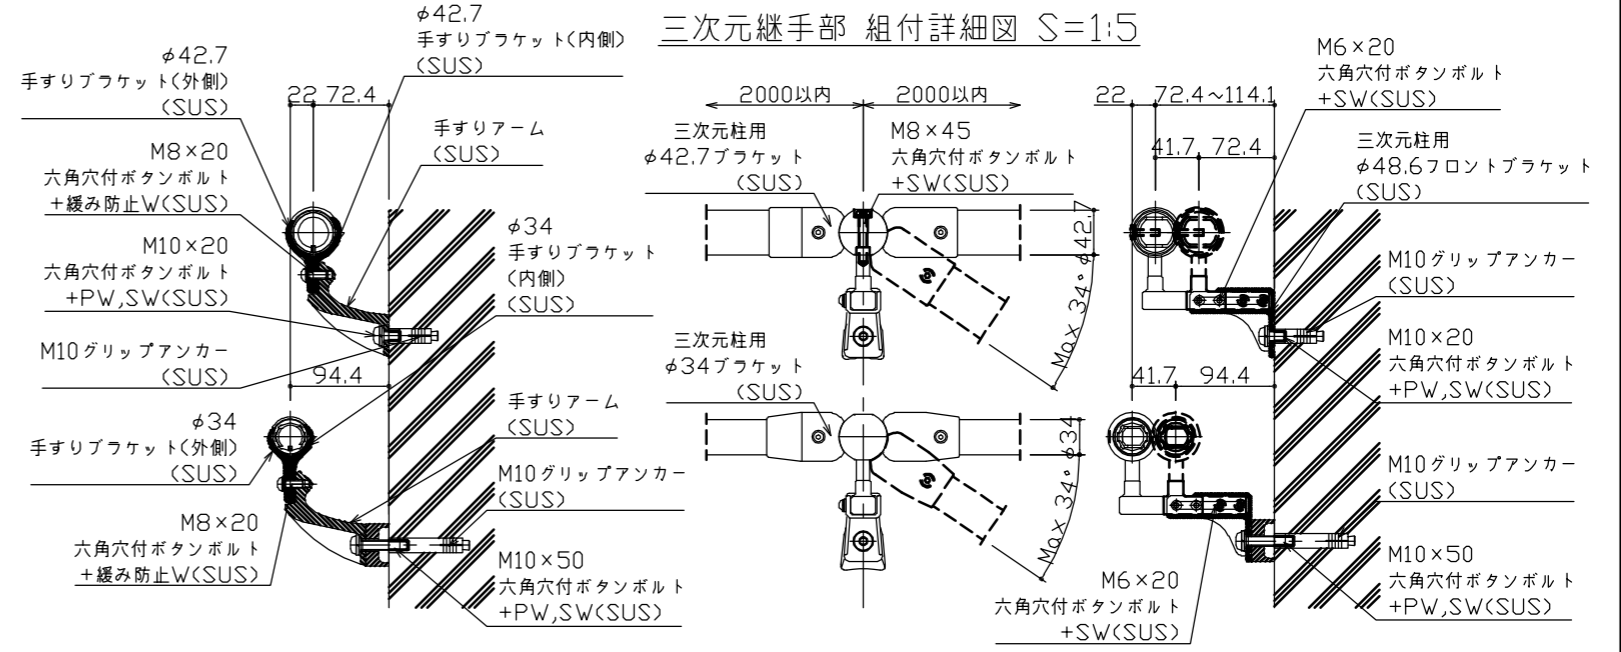 三次元継手部 組付詳細図 S=1:5
φ42.7
手すりブラケット(内側)
(SUS)
φ42.7
手すりブラケット(外側)
(SUS)
22 72.4
手すりアーム
(SUS)
M8×20
六角穴付ボタンボルト
+緩み防止W(SUS)
M10×20
六角穴付ボタンボルト
+PW,SW(SUS)
M10グリップアンカー
(SUS)
φ34
手すりブラケット
(内側)
(SUS)
94.4
手すりアーム
(SUS)
φ34
手すりブラケット(外側)
(SUS)
M10グリップアンカー
(SUS)
M8×20
六角穴付ボタンボルト
+緩み防止W(SUS)
M10×50
六角穴付ボタンボルト
+PW,SW(SUS)
2000以内 2000以内
三次元柱用
φ42.7ブラケット
(SUS)
M8×45
六角穴付ボタンボルト
+SW(SUS)
φ42.7
Max 34°
三次元柱用
φ34ブラケット
(SUS)
φ34
Max 34°
M6×20
六角穴付ボタンボルト
+SW(SUS)
22 72.4~114.1
41.7 72.4
三次元柱用
φ48.6フロントブラケット
(SUS)
M10グリップアンカー
(SUS)
M10×20
六角穴付ボタンボルト
+PW,SW(SUS)
41.7 94.4
M10グリップアンカー
(SUS)
M6×20
六角穴付ボタンボルト
+SW(SUS)
M10×50
六角穴付ボタンボルト
+PW,SW(SUS)